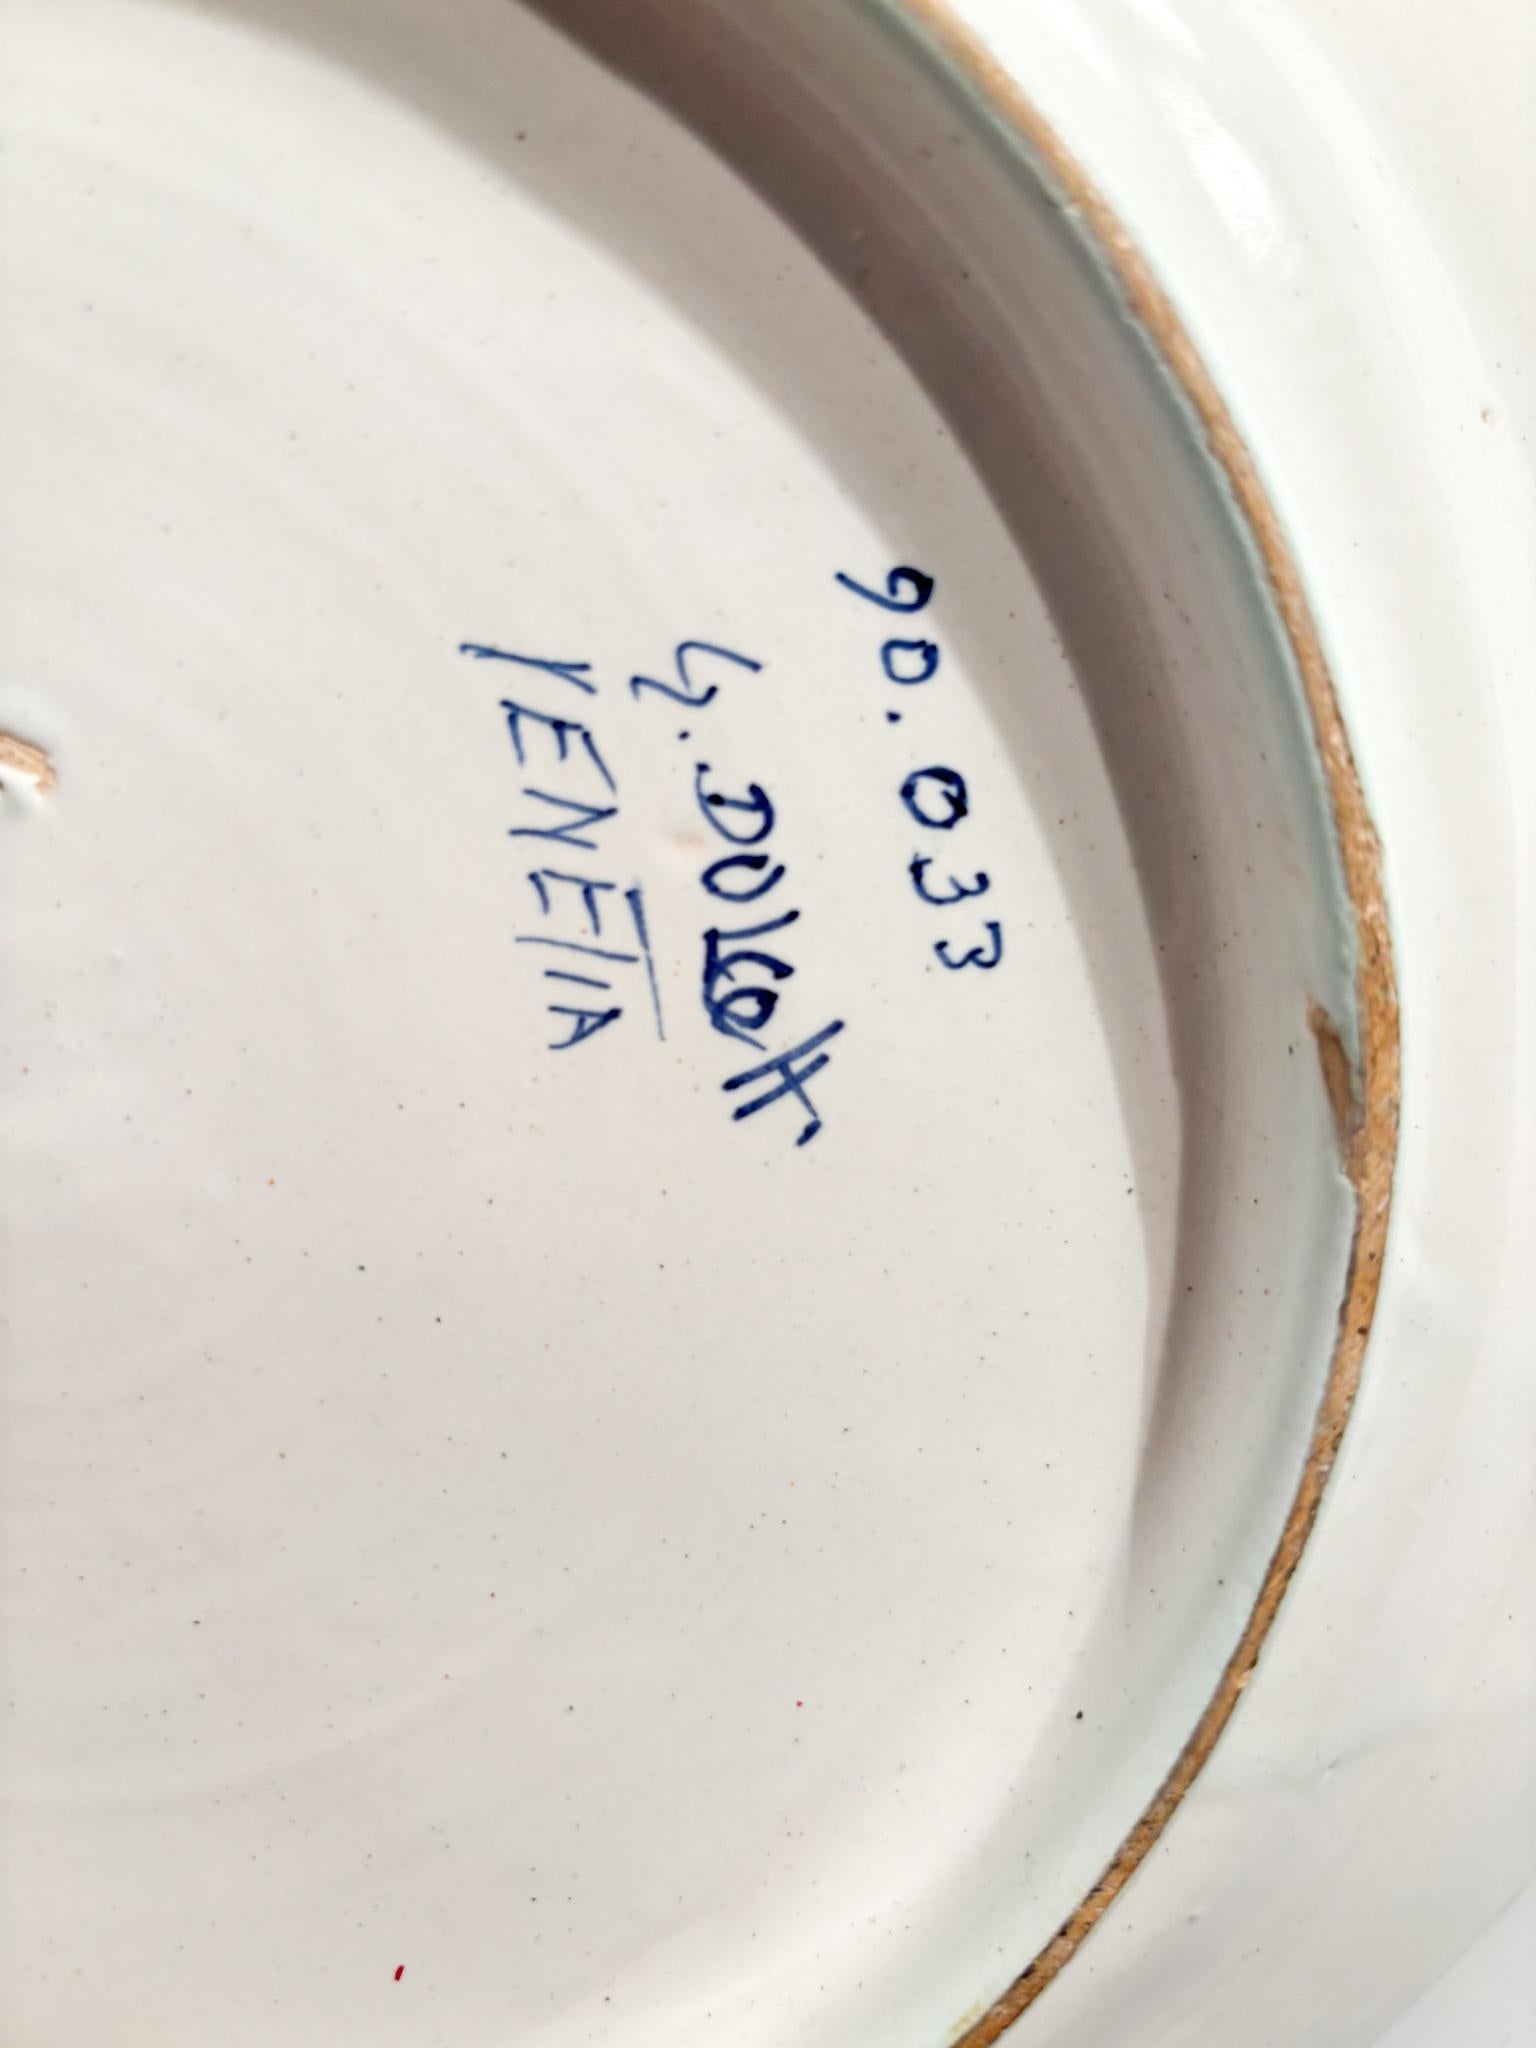 90.033
G. DOLCETTI
VENEZIA